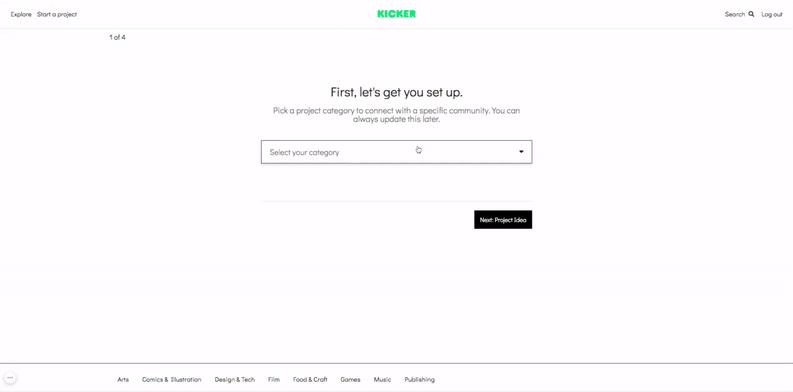 Explore Start a project KICKER Search Log out
1 of 4
First, let's get you set up.
Pick a project category to connect with a specific community. You can
always update this later.
Select your category
Next: Project Idea
Arts Comics & Illustration Design & Tech Film Food & Craft Games Music Publishing